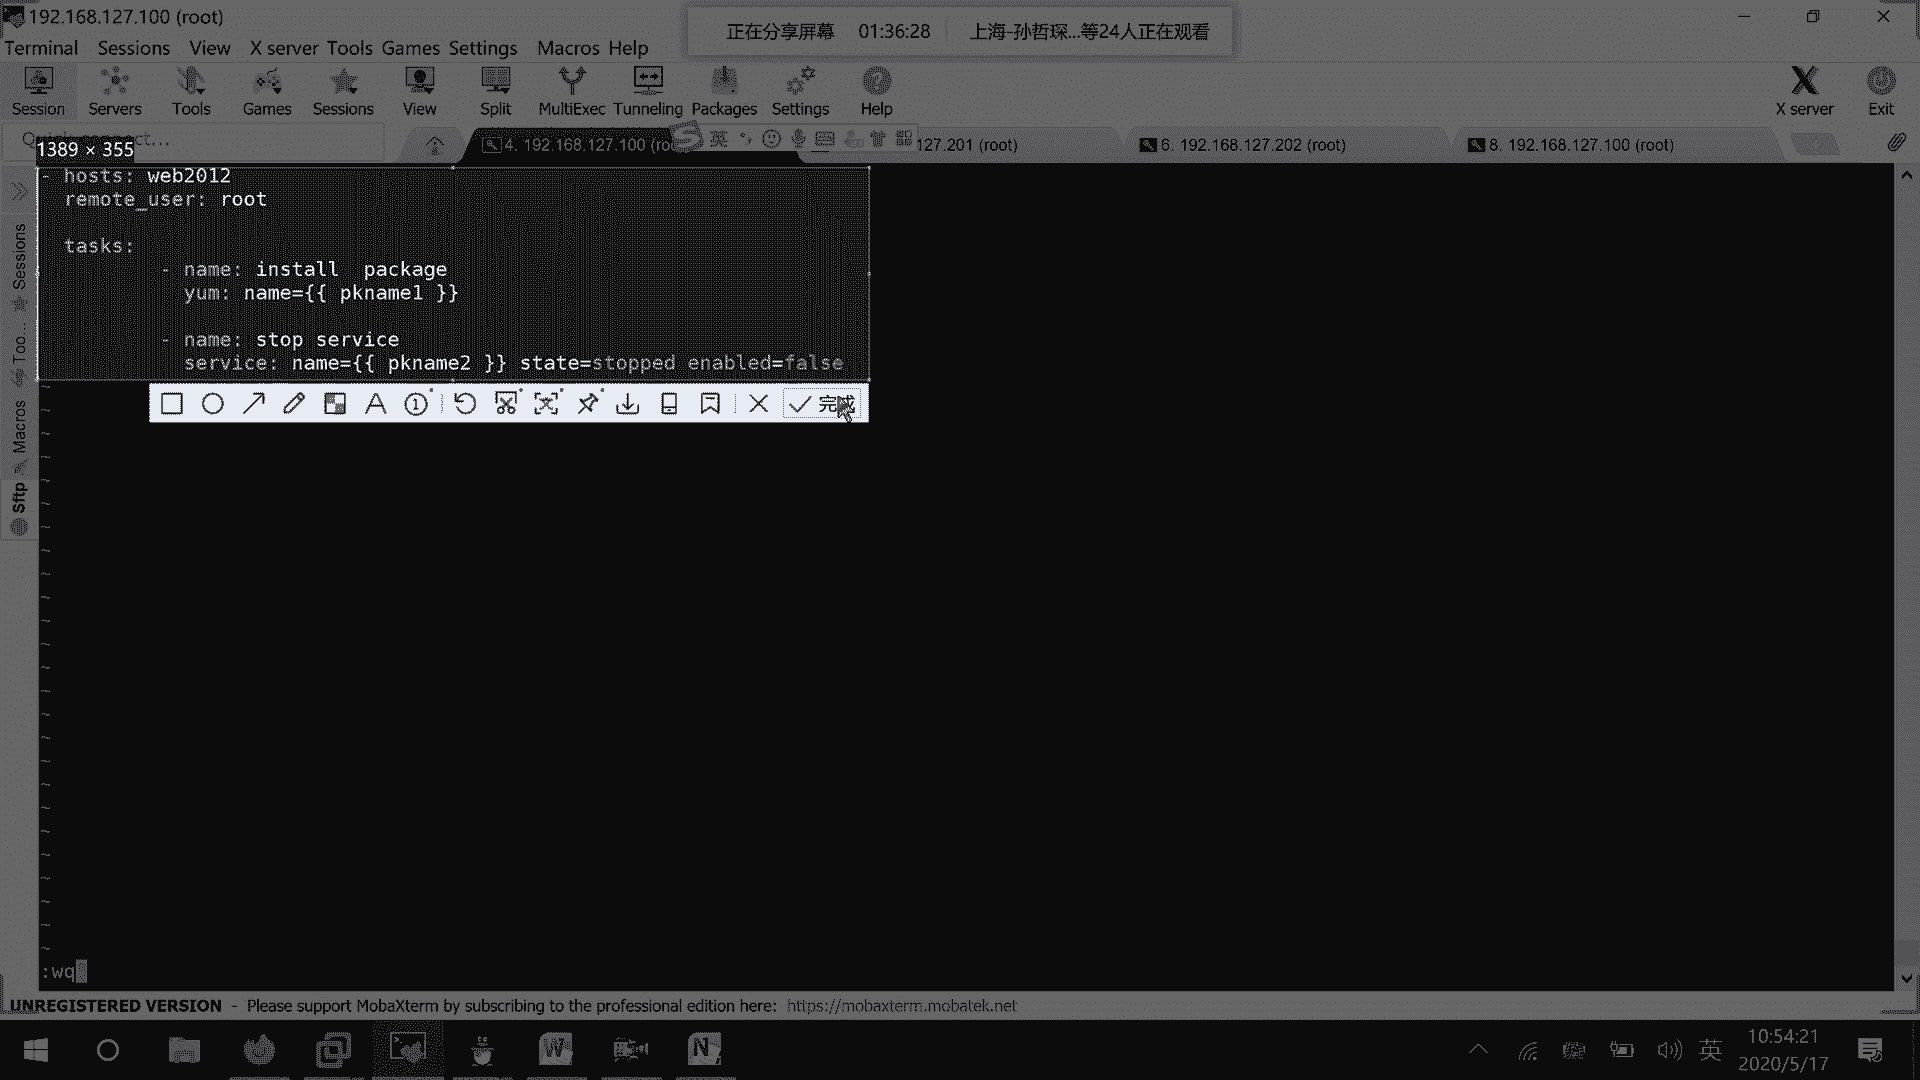 192.168.127.100 (root)
正在分享屏幕 01:36:28 上海-孙哲琛...等24人正在观看
Terminal Sessions View X server Tools Games Settings Macros Help
Session Servers Tools Games Sessions View Split MultiExec Tunneling Packages Settings Help X server Exit
1389 × 355
4. 192.168.127.100 (roo 英 127.201 (root) 6. 192.168.127.202 (root) 8. 192.168.127.100 (root)
- hosts: web2012
remote_user: root
tasks:
- name: install  package
yum: name={{ pkname1 }}
- name: stop service
service: name={{ pkname2 }} state=stopped enabled=false
完成
Sessions
Too...
Macros
Sftp
:wq
UNREGISTERED VERSION - Please support MobaXterm by subscribing to the professional edition here: https://mobaxterm.mobatek.net
英 10:54:21
2020/5/17